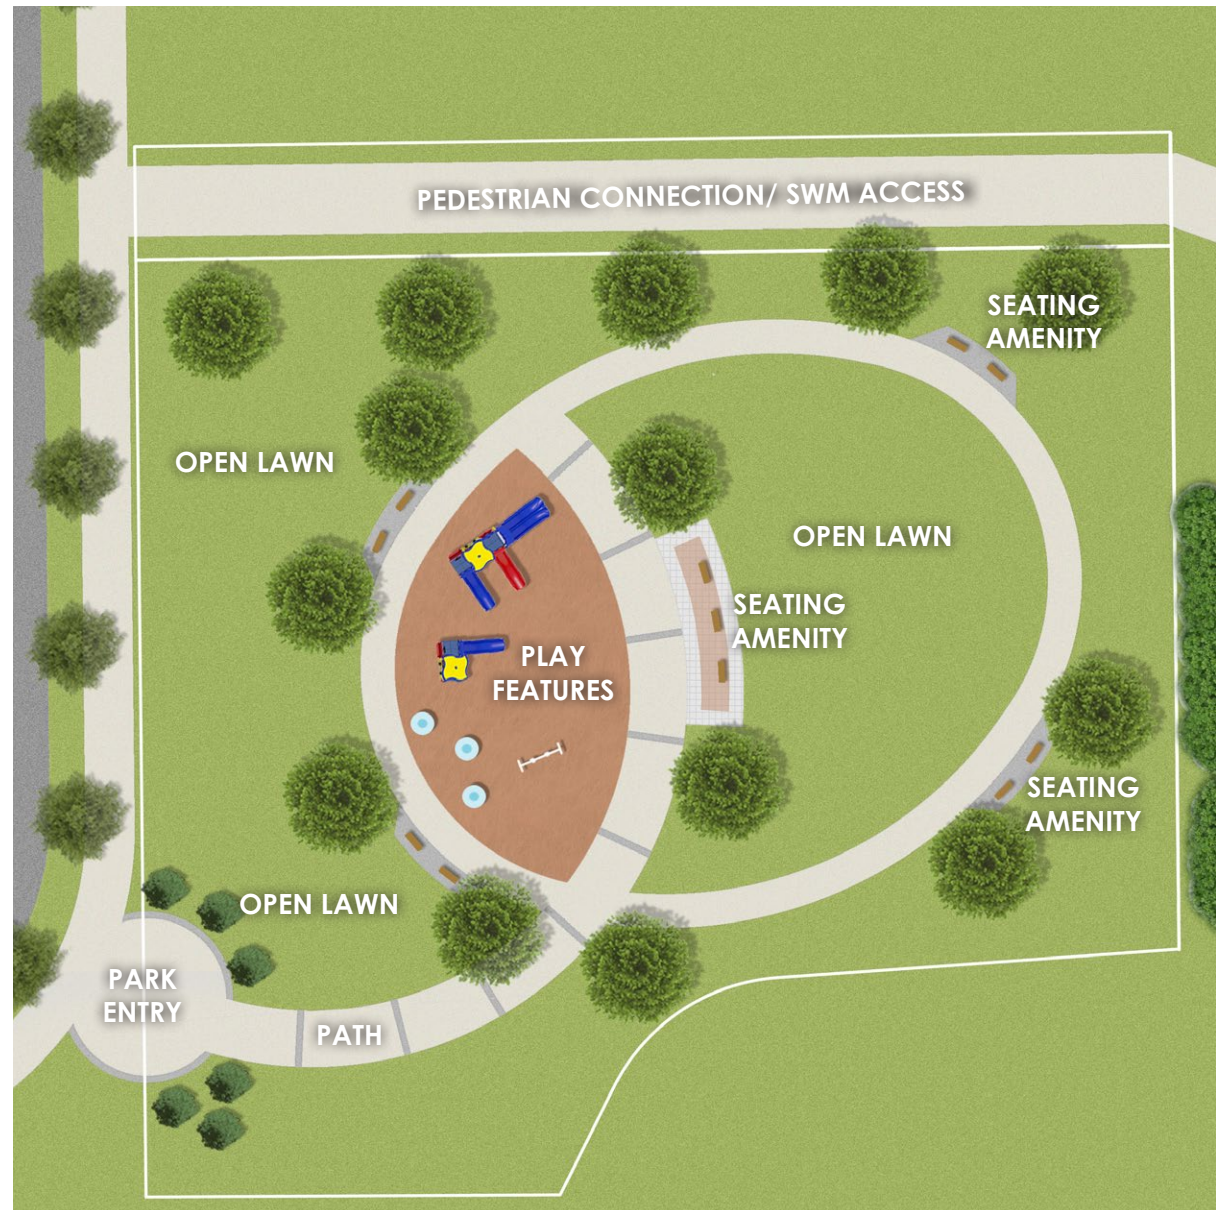 PEDESTRIAN CONNECTION/ SWM ACCESS
SEATING
AMENITY
OPEN LAWN
OPEN LAWN
SEATING
AMENITY
PLAY
FEATURES
SEATING
AMENITY
OPEN LAWN
PARK
ENTRY
PATH